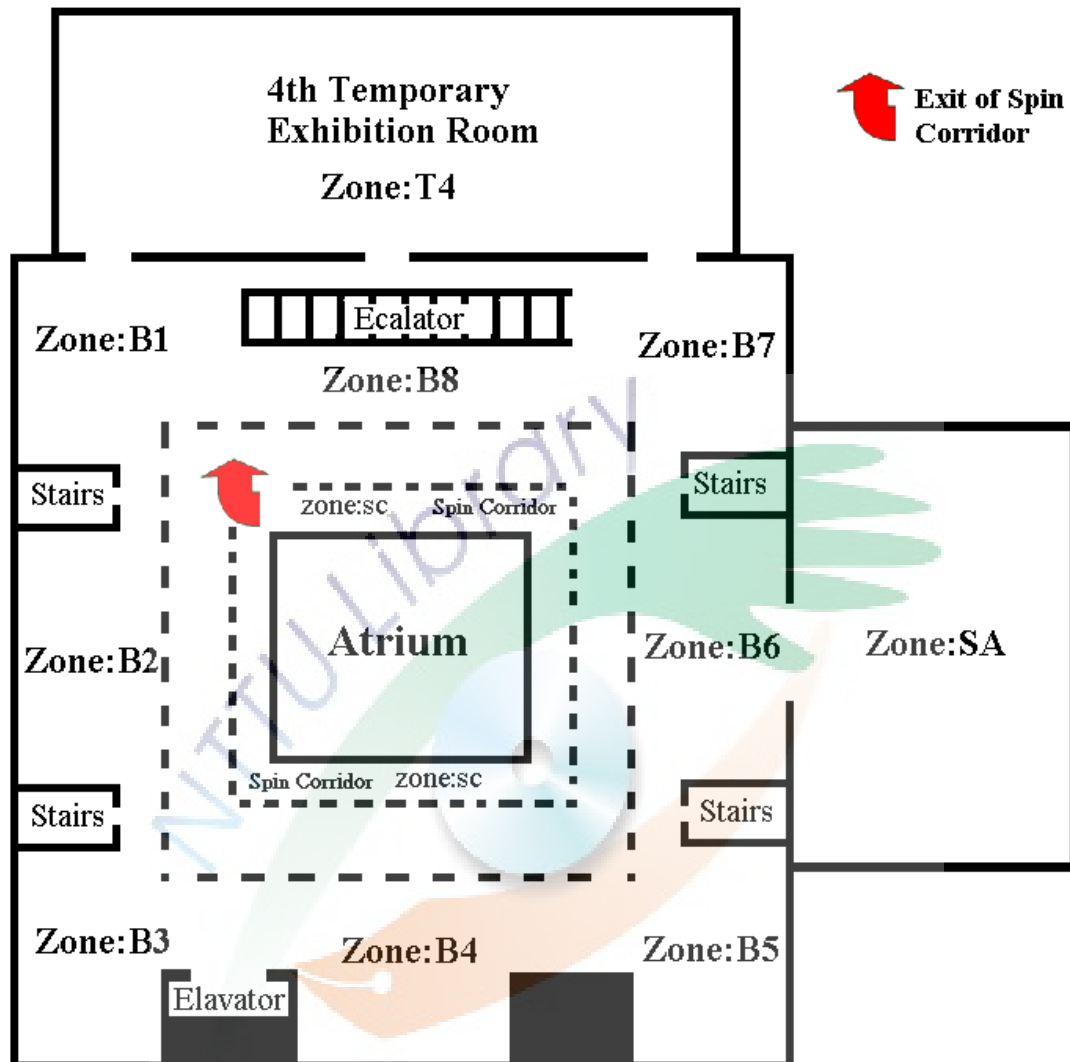 4th Temporary
Exhibition Room
Zone:T4
Exit of Spin
Corridor
Ecalator
Zone:B1
Zone:B7
Zone:B8
Stairs
Stairs
zone:sc Spin Corridor
Atrium
Zone:B2
Zone:B6
Zone:SA
Spin Corridor zone:sc
Stairs
Stairs
Zone:B3
Zone:B4
Zone:B5
Elavator
NTTU Library